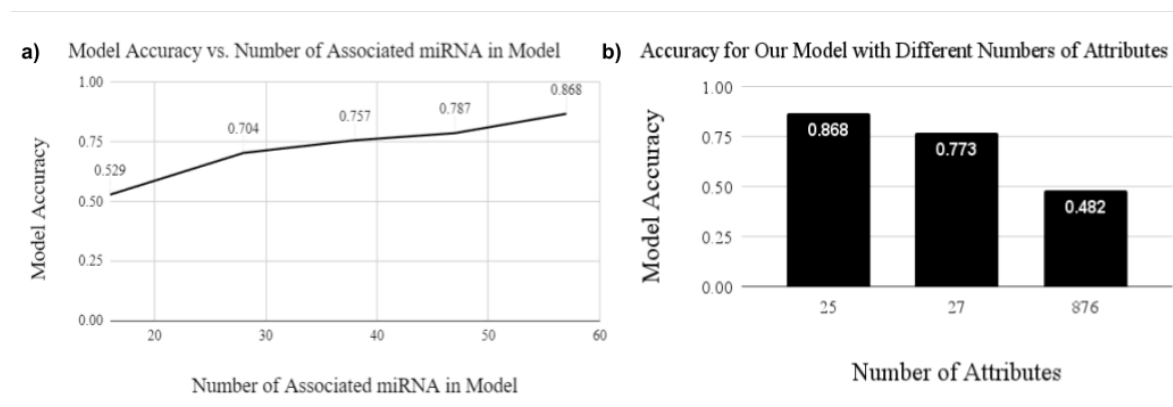 a) Model Accuracy vs. Number of Associated miRNA in Model
Model Accuracy
1.00
0.75
0.50
0.25
0.00
0.529
0.704
0.757
0.787
0.868
20 30 40 50 60
Number of Associated miRNA in Model
b) Accuracy for Our Model with Different Numbers of Attributes
Model Accuracy
1.00
0.75
0.50
0.25
0.00
0.868
0.773
0.482
25 27 876
Number of Attributes